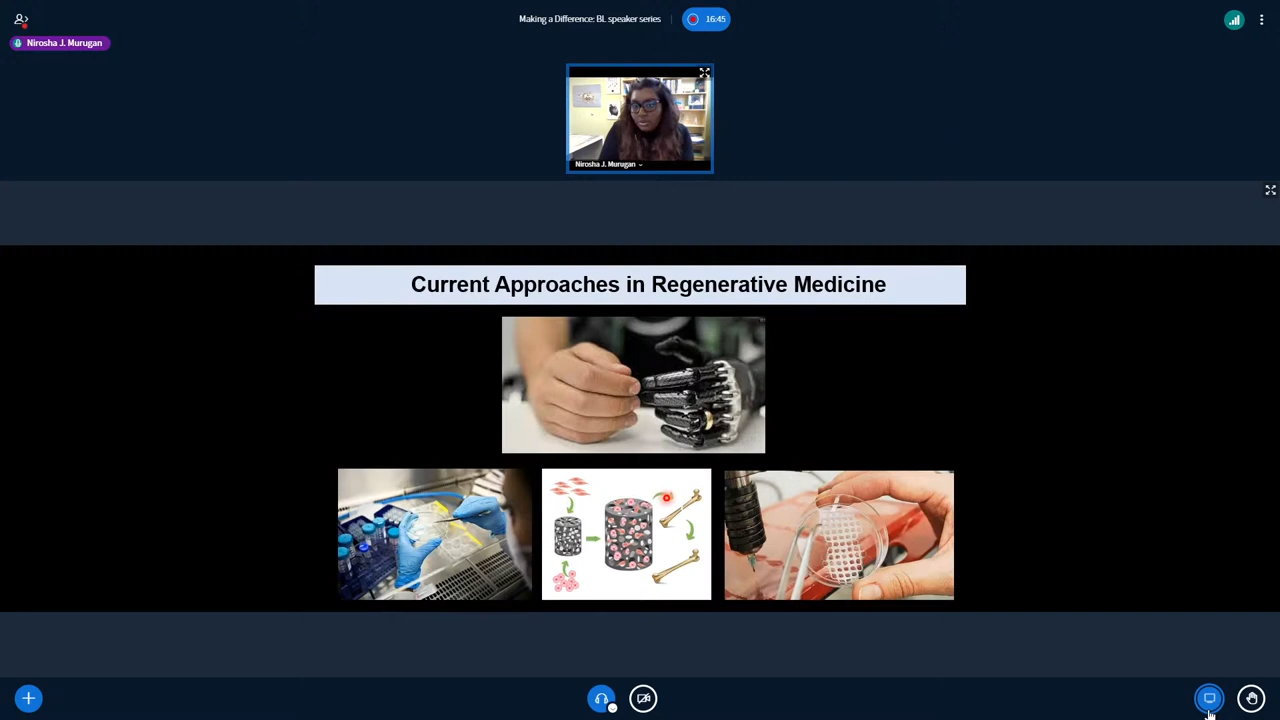 Making a Difference: BL speaker series
16:45
Nirosha J. Murugan
Nirosha J. Murugan
Current Approaches in Regenerative Medicine